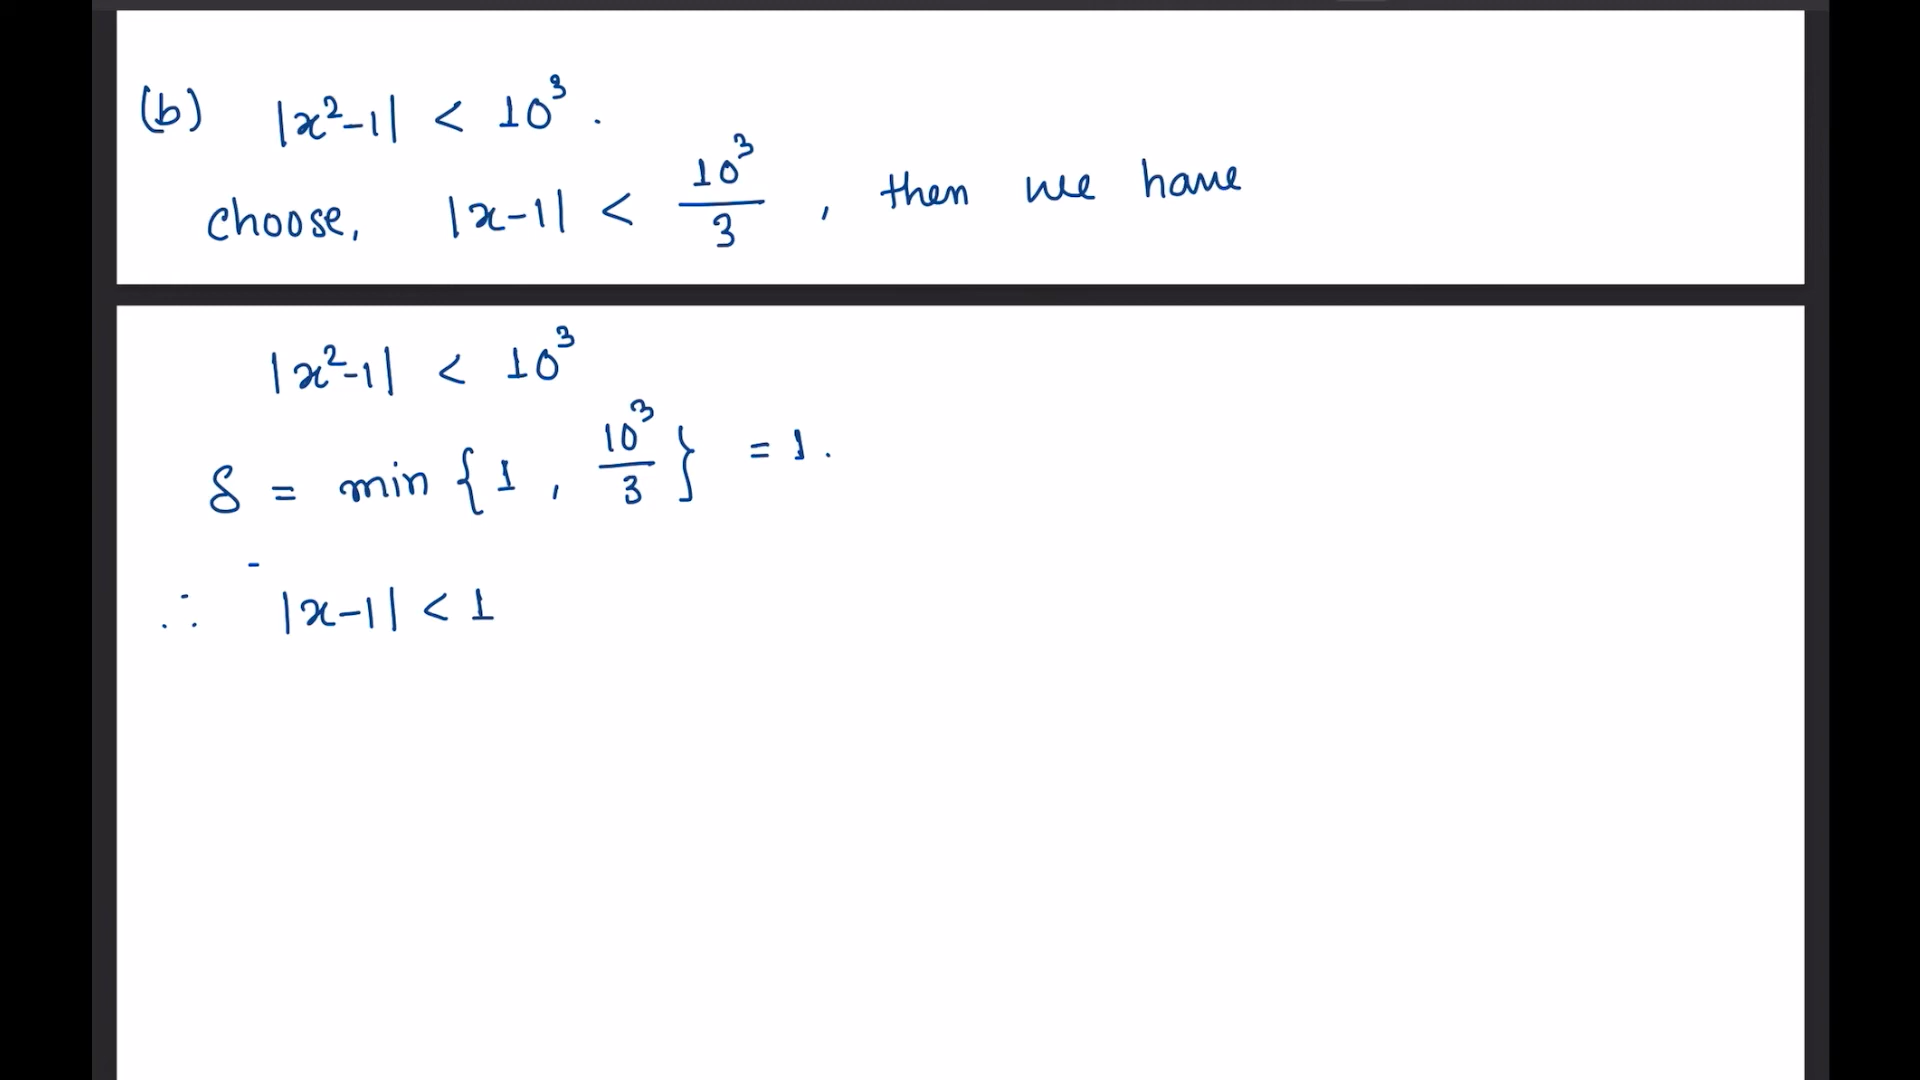 (b) |x²-1| < 10³ .
choose, |x-1| < 10³/3 , then we have
|x²-1| < 10³
δ = min {1 , 10³/3} = 1.
∴ |x-1| < 1